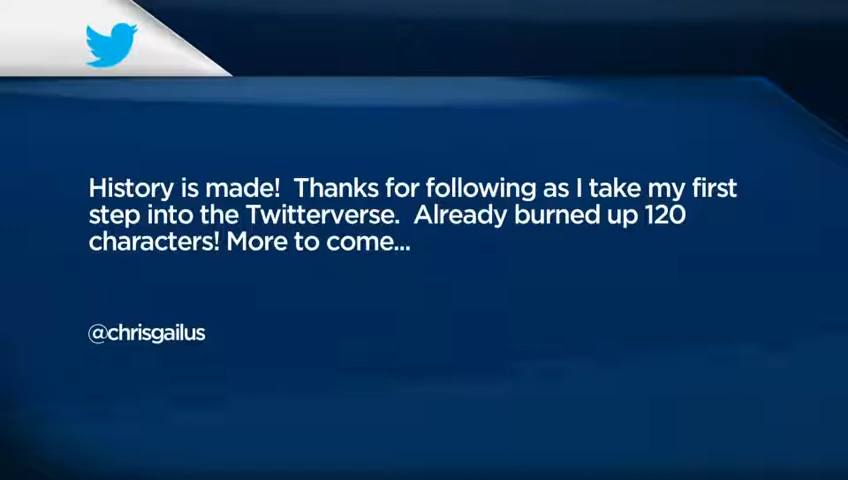 History is made!  Thanks for following as I take my first
step into the Twitterverse.  Already burned up 120
characters! More to come...
@chrisgailus